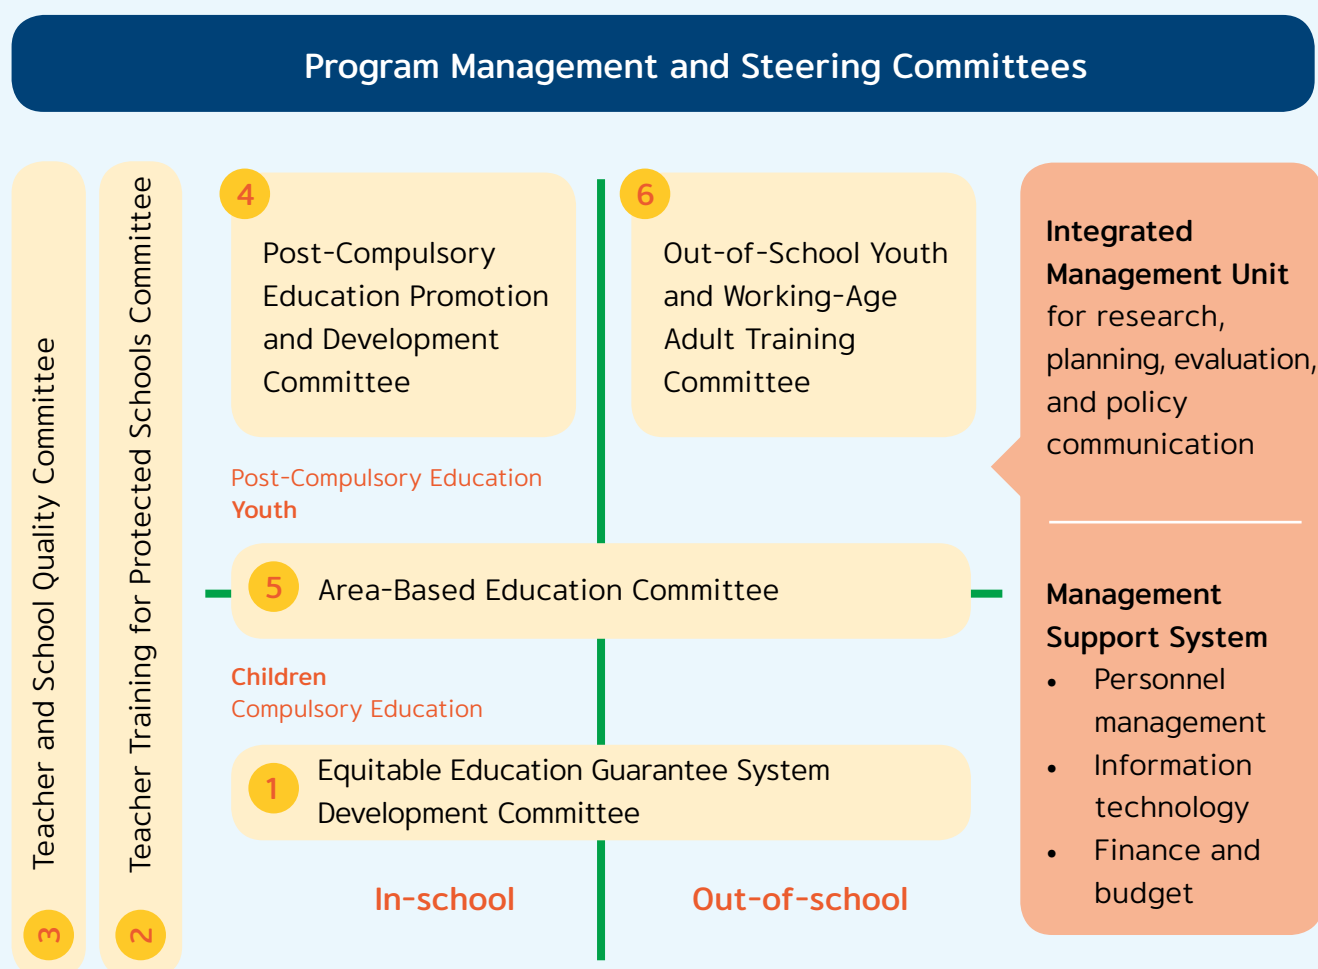 Program Management and Steering Committees
3
Teacher and School Quality Committee
2
Teacher Training for Protected Schools Committee
4
Post-Compulsory
Education Promotion
and Development
Committee
6
Out-of-School Youth
and Working-Age
Adult Training
Committee
Post-Compulsory Education
Youth
5
Area-Based Education Committee
Children
Compulsory Education
1
Equitable Education Guarantee System
Development Committee
In-school
Out-of-school
Integrated
Management Unit
for research,
planning, evaluation,
and policy
communication
Management
Support System
• Personnel
management
• Information
technology
• Finance and
budget